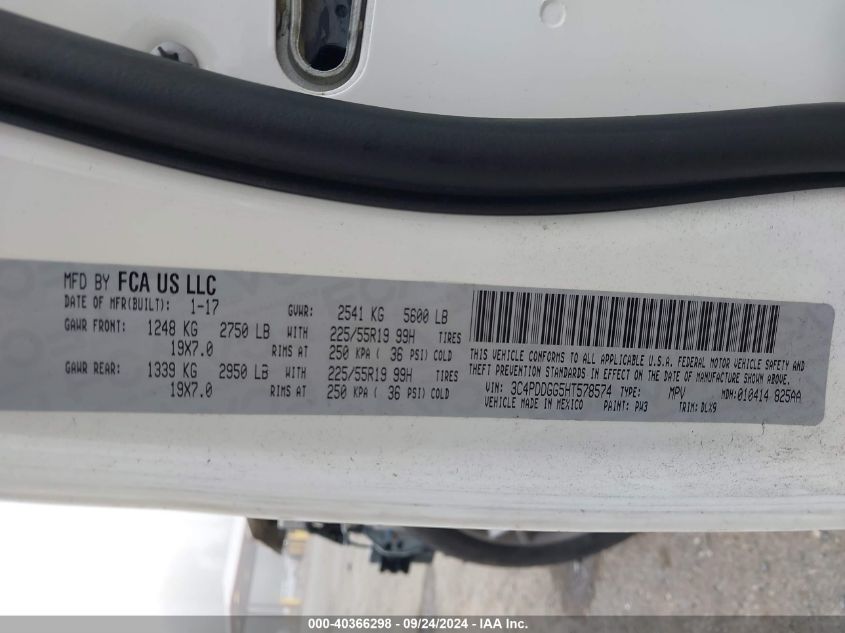 MFD BY FCA US LLC
DATE OF MFR(BUILT): 1-17 GVWR: 2541 KG 5600 LB
GAWR FRONT: 1248 KG 2750 LB WITH 225/55R19 99H TIRES
19X7.0 RIMS AT 250 KPA ( 36 PSI) COLD
GAWR REAR: 1339 KG 2950 LB WITH 225/55R19 99H TIRES
19X7.0 RIMS AT 250 KPA ( 36 PSI) COLD
THIS VEHICLE CONFORMS TO ALL APPLICABLE U.S.A. FEDERAL MOTOR VEHICLE SAFETY AND
THEFT PREVENTION STANDARDS IN EFFECT ON THE DATE OF MANUFACTURE SHOWN ABOVE.
VIN: 3C4PDDGG5HT578574 TYPE: MPV MDH:010414 825AA
VEHICLE MADE IN MEXICO PAINT: PW3 TRIM: DLX9
000-40366298 - 09/24/2024 - IAA Inc.